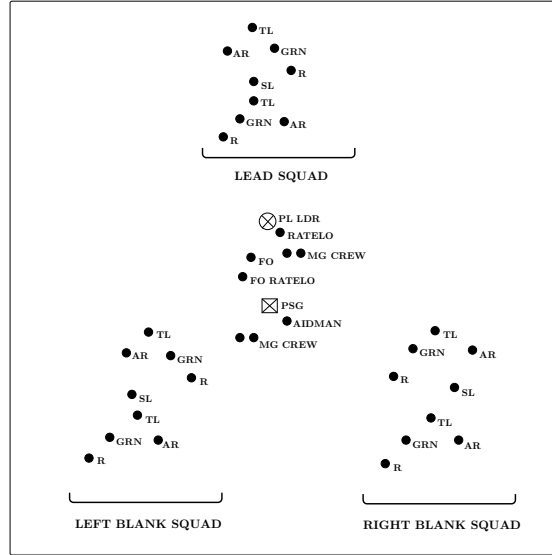 TL
GRN
AR
R
SL
TL
GRN
AR
R
LEAD SQUAD
PL LDR
RATELO
MG CREW
FO
FO RATELO
PSG
AIDMAN
MG CREW
TL
AR
GRN
R
SL
TL
GRN
AR
R
LEFT BLANK SQUAD
TL
GRN
AR
R
SL
TL
GRN
AR
R
RIGHT BLANK SQUAD